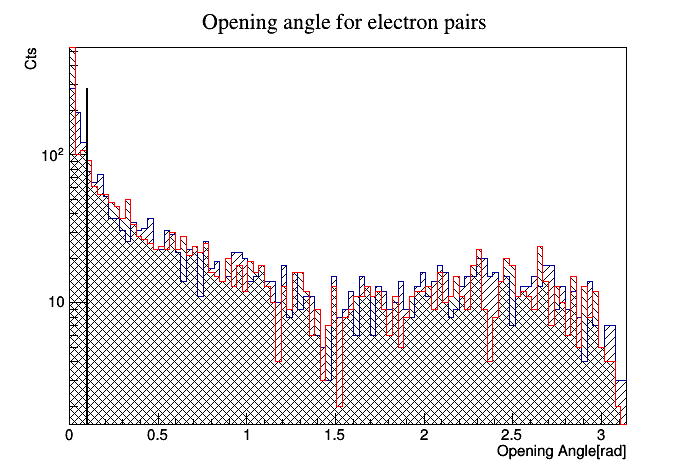 Opening angle for electron pairs
Cts
10²
10
0 0.5 1 1.5 2 2.5 3
Opening Angle[rad]